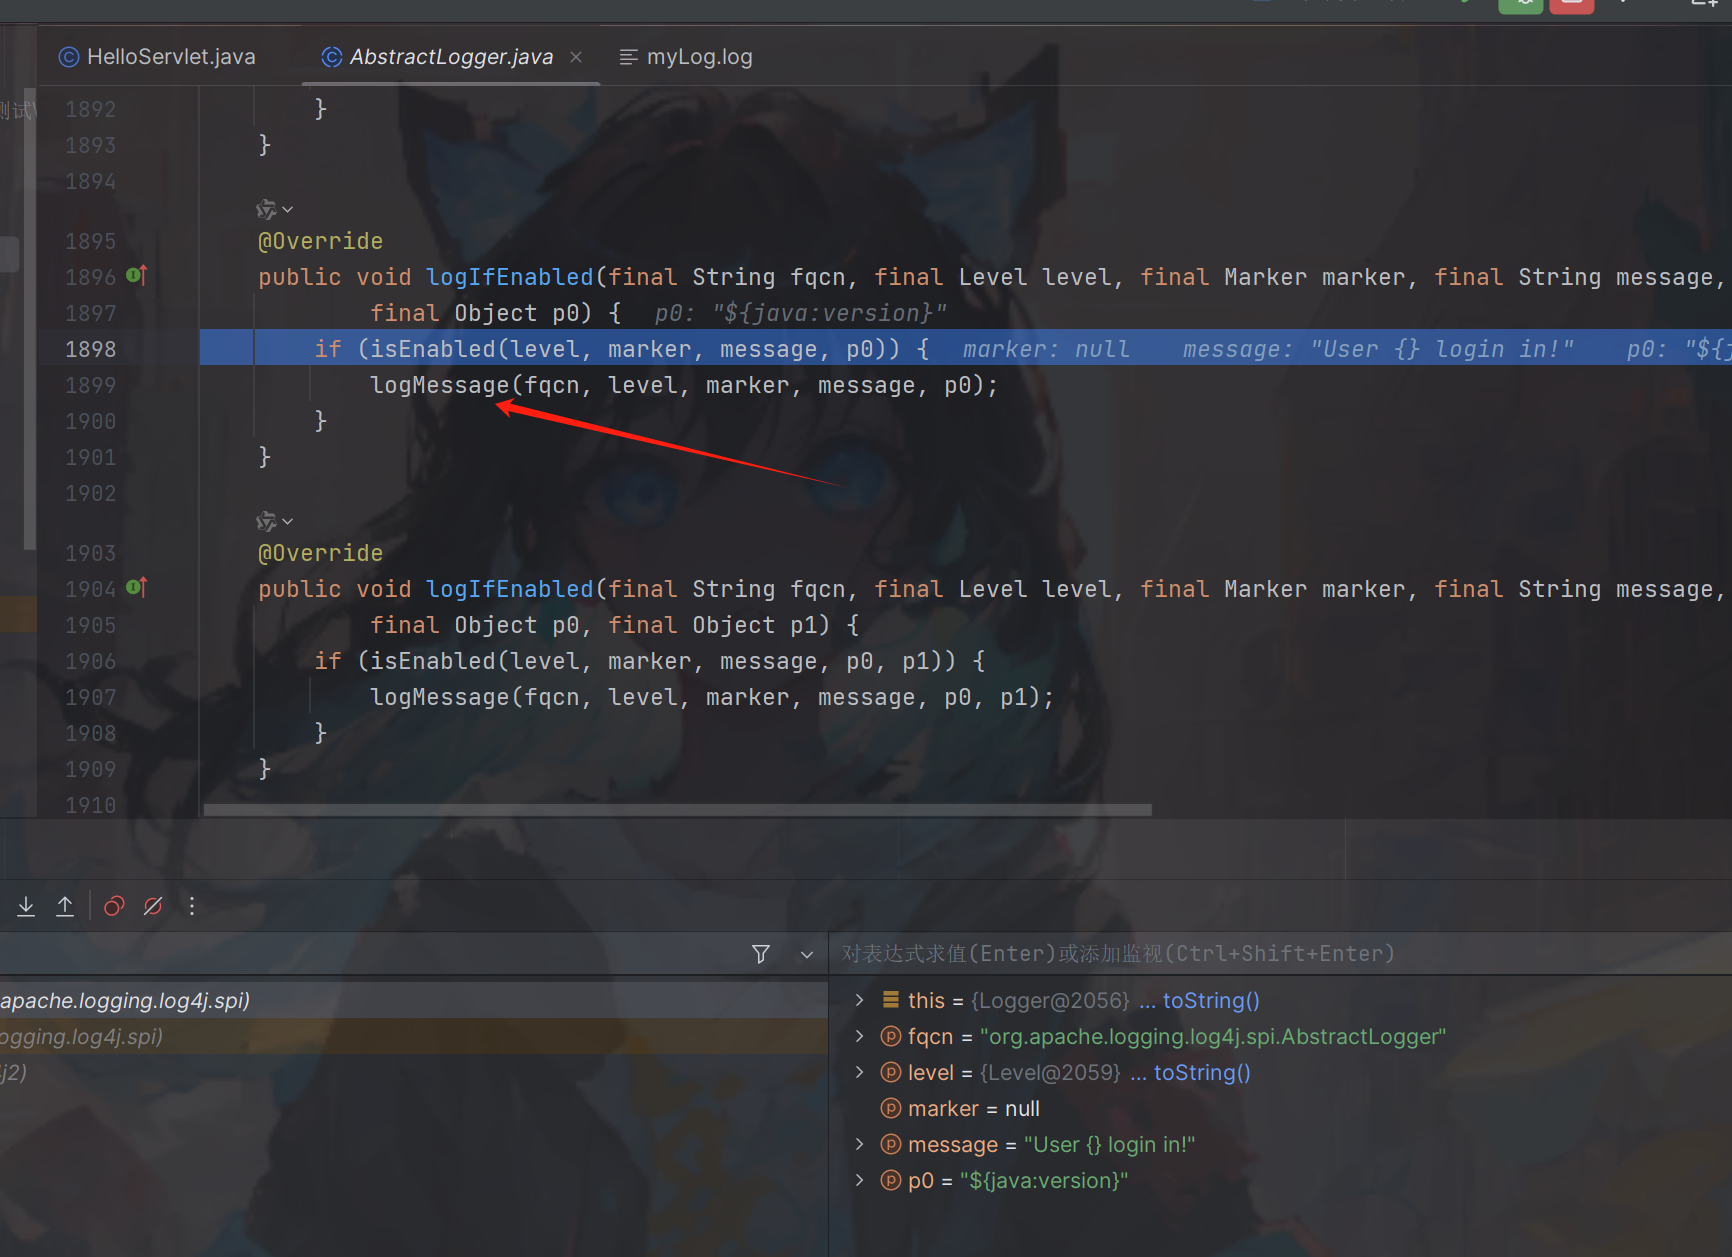 HelloServlet.java AbstractLogger.java myLog.log
测试\
1892 }
1893 }
1894
1895 @Override
1896 public void logIfEnabled(final String fqcn, final Level level, final Marker marker, final String message,
1897 final Object p0) { p0: "${java:version}"
1898 if (isEnabled(level, marker, message, p0)) { marker: null message: "User {} login in!" p0: "${j
1899 logMessage(fqcn, level, marker, message, p0);
1900 }
1901 }
1902
1903 @Override
1904 public void logIfEnabled(final String fqcn, final Level level, final Marker marker, final String message,
1905 final Object p0, final Object p1) {
1906 if (isEnabled(level, marker, message, p0, p1)) {
1907 logMessage(fqcn, level, marker, message, p0, p1);
1908 }
1909 }
1910
对表达式求值(Enter)或添加监视(Ctrl+Shift+Enter)
apache.logging.log4j.spi)
ogging.log4j.spi)
j2)
this = {Logger@2056} ... toString()
fqcn = "org.apache.logging.log4j.spi.AbstractLogger"
level = {Level@2059} ... toString()
marker = null
message = "User {} login in!"
p0 = "${java:version}"